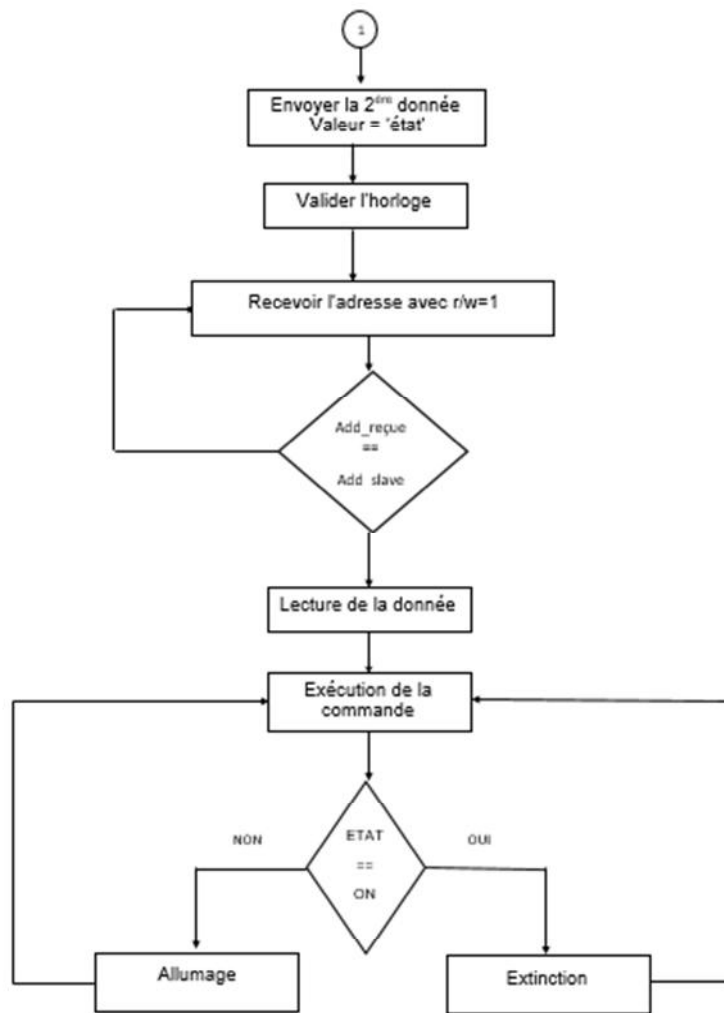 1
Envoyer la 2ème donnée
Valeur = 'état'
Valider l'horloge
Recevoir l'adresse avec r/w=1
Add_reçue
==
Add slave
Lecture de la donnée
Exécution de la
commande
NON
ETAT
OUI
==
ON
Allumage
Extinction